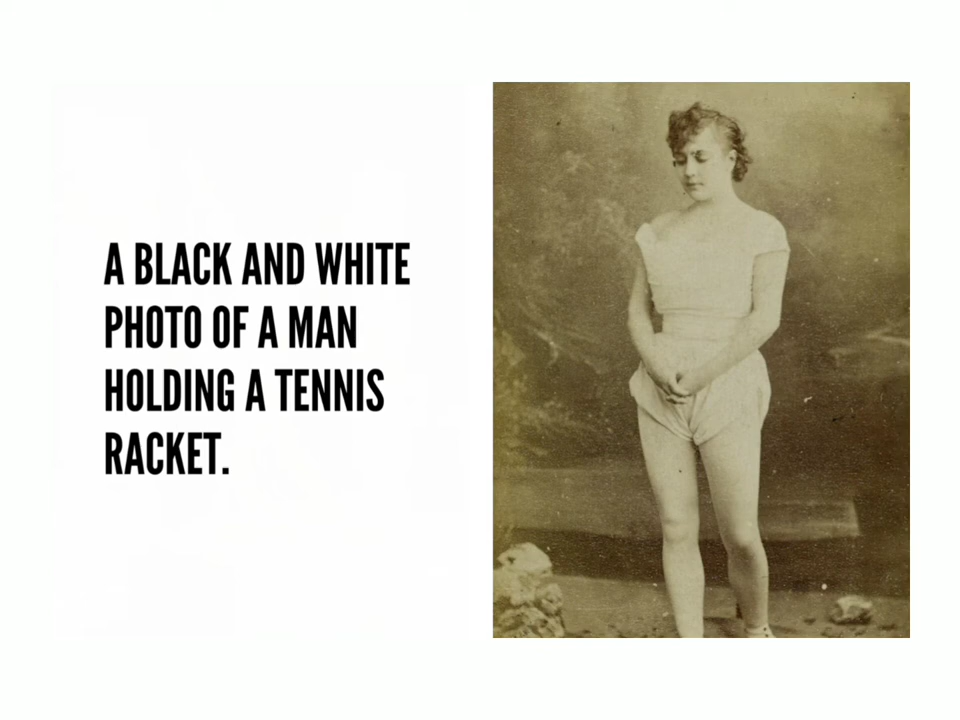 A BLACK AND WHITE
PHOTO OF A MAN
HOLDING A TENNIS
RACKET.